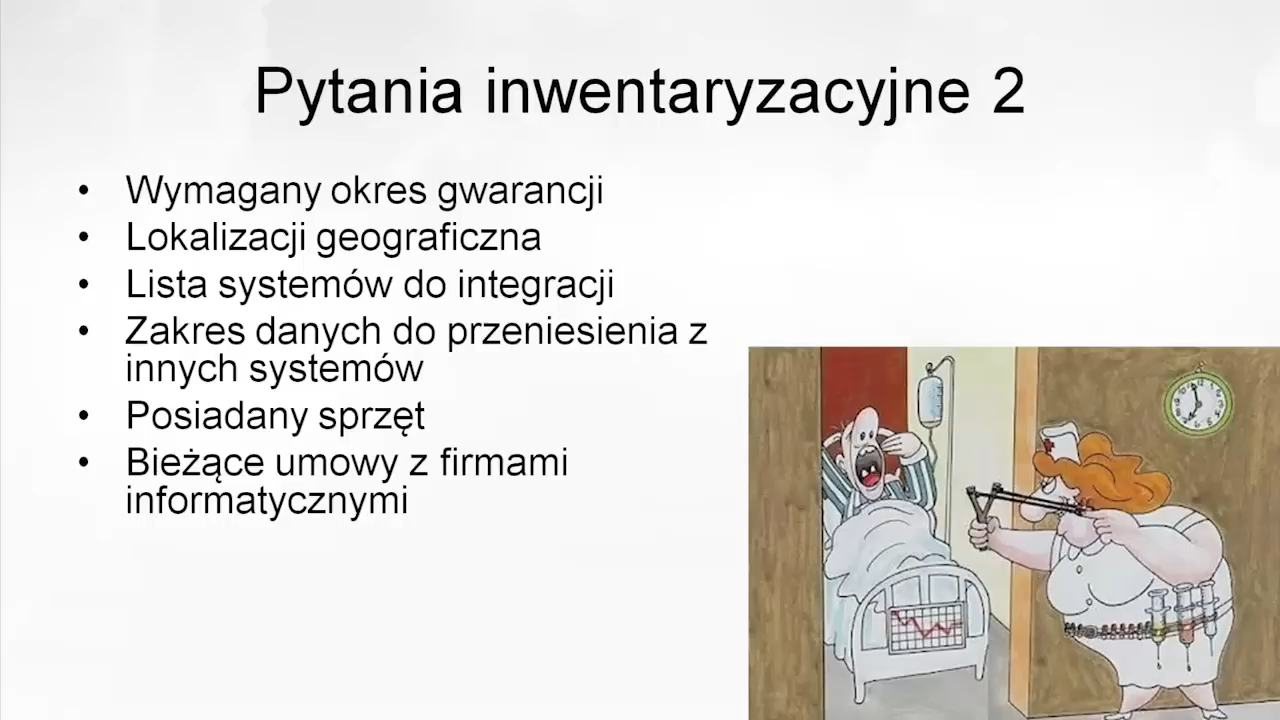 Pytania inwentaryzacyjne 2
• Wymagany okres gwarancji
• Lokalizacji geograficzna
• Lista systemów do integracji
• Zakres danych do przeniesienia z
innych systemów
• Posiadany sprzęt
• Bieżące umowy z firmami
informatycznymi